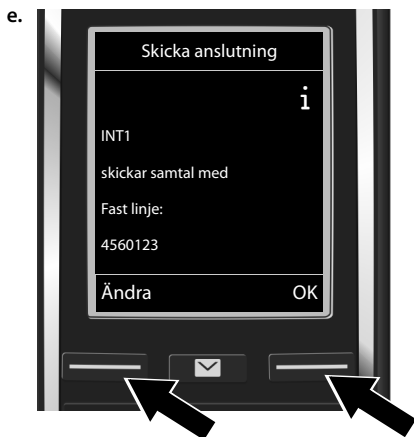 e.
Skicka anslutning
i
INT1
skickar samtal med
Fast linje:
4560123
Ändra OK